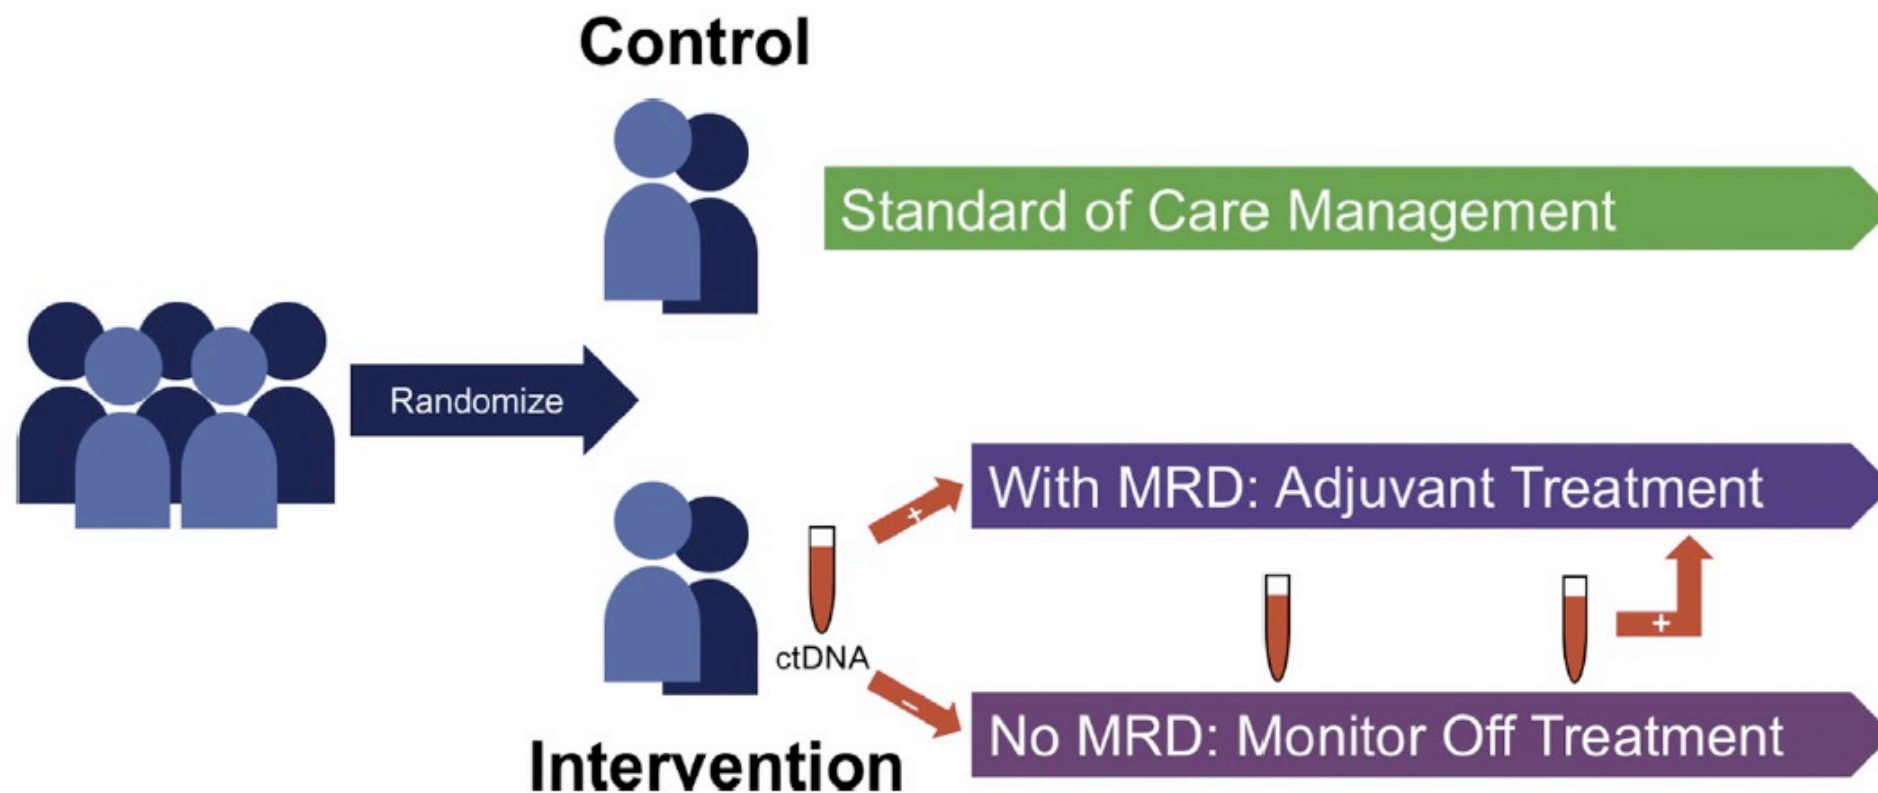 Control
Standard of Care Management
Randomize
+
With MRD: Adjuvant Treatment
ctDNA
+
−
No MRD: Monitor Off Treatment
Intervention